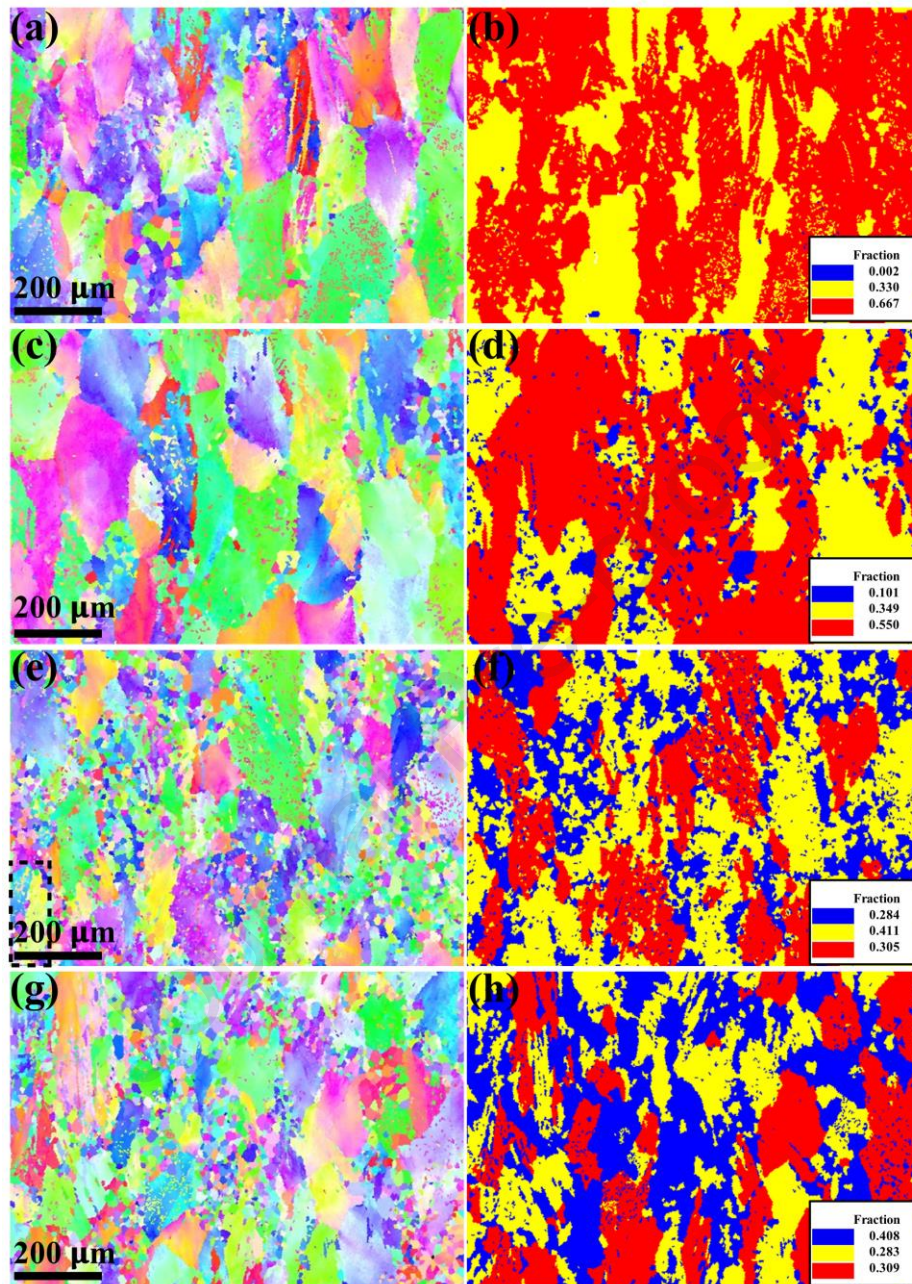 (a)
200 μm
(b)
Fraction
0.002
0.330
0.667
(c)
200 μm
(d)
Fraction
0.101
0.349
0.550
(e)
200 μm
(f)
Fraction
0.284
0.411
0.305
(g)
200 μm
(h)
Fraction
0.408
0.283
0.309